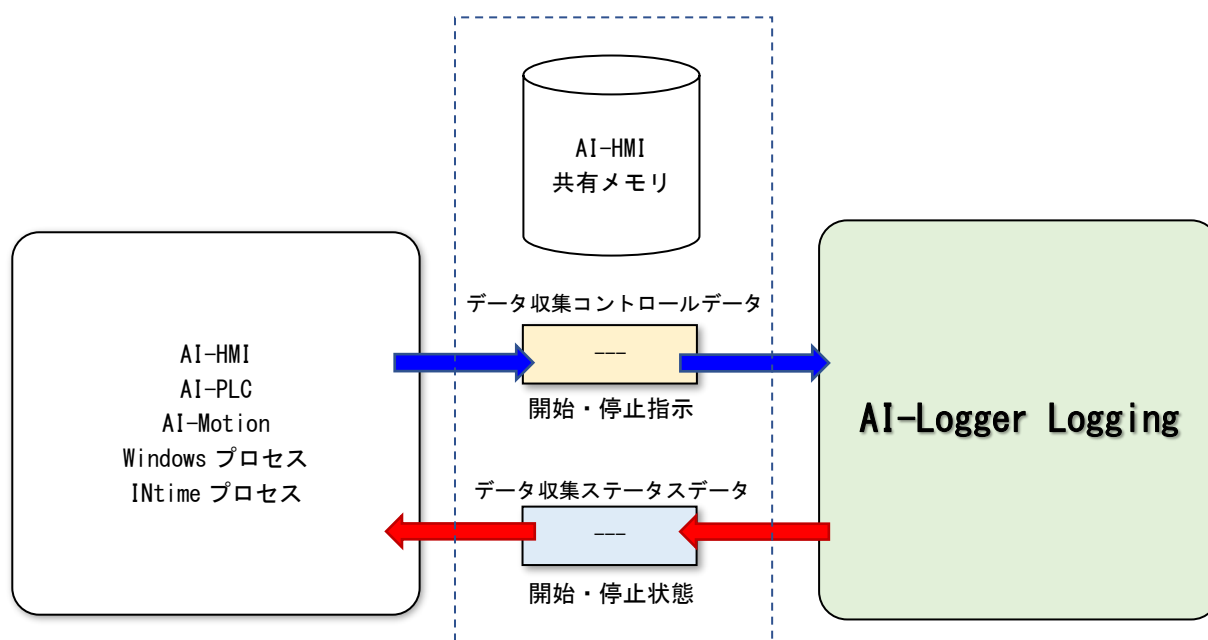 AI-HMI
共有メモリ
データ収集コントロールデータ
---
開始・停止指示
AI-HMI
AI-PLC
AI-Motion
Windows プロセス
INtime プロセス
AI-Logger Logging
データ収集ステータスデータ
---
開始・停止状態